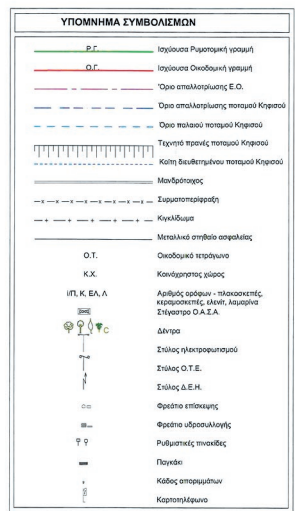 ΥΠΟΜΝΗΜΑ ΣΥΜΒΟΛΙΣΜΩΝ
Ρ.Γ. Ισχύουσα Ρυμοτομική γραμμή
Ο.Γ. Ισχύουσα Οικοδομική γραμμή
Όριο απαλλοτρίωσης Ε.Ο.
Όριο απαλλοτρίωσης ποταμού Κηφισού
Όριο παλαιού ποταμού Κηφισού
Τεχνητό πρανές ποταμού Κηφισού
Κοίτη διευθετημένου ποταμού Κηφισού
Μανδρότοιχος
Συρματοπερίφραξη
Κιγκλίδωμα
Μεταλλικό στηθαίο ασφαλείας
Ο.Τ. Οικοδομικό τετράγωνο
Κ.Χ. Κοινόχρηστος χώρος
Ι/Π, Κ, ΕΛ, Λ Αριθμός ορόφων - πλακοσκεπές,
κεραμοσκεπές, ελενίτ, λαμαρίνα
Στέγαστρο Ο.Α.Σ.Α.
Δέντρα
Στύλος ηλεκτροφωτισμού
Στύλος Ο.Τ.Ε.
Στύλος Δ.Ε.Η.
Φρεάτιο επίσκεψης
Φρεάτιο υδροσυλλογής
Ρυθμιστικές πινακίδες
Παγκάκι
Κάδος απορριμάτων
Καρτοτηλέφωνο